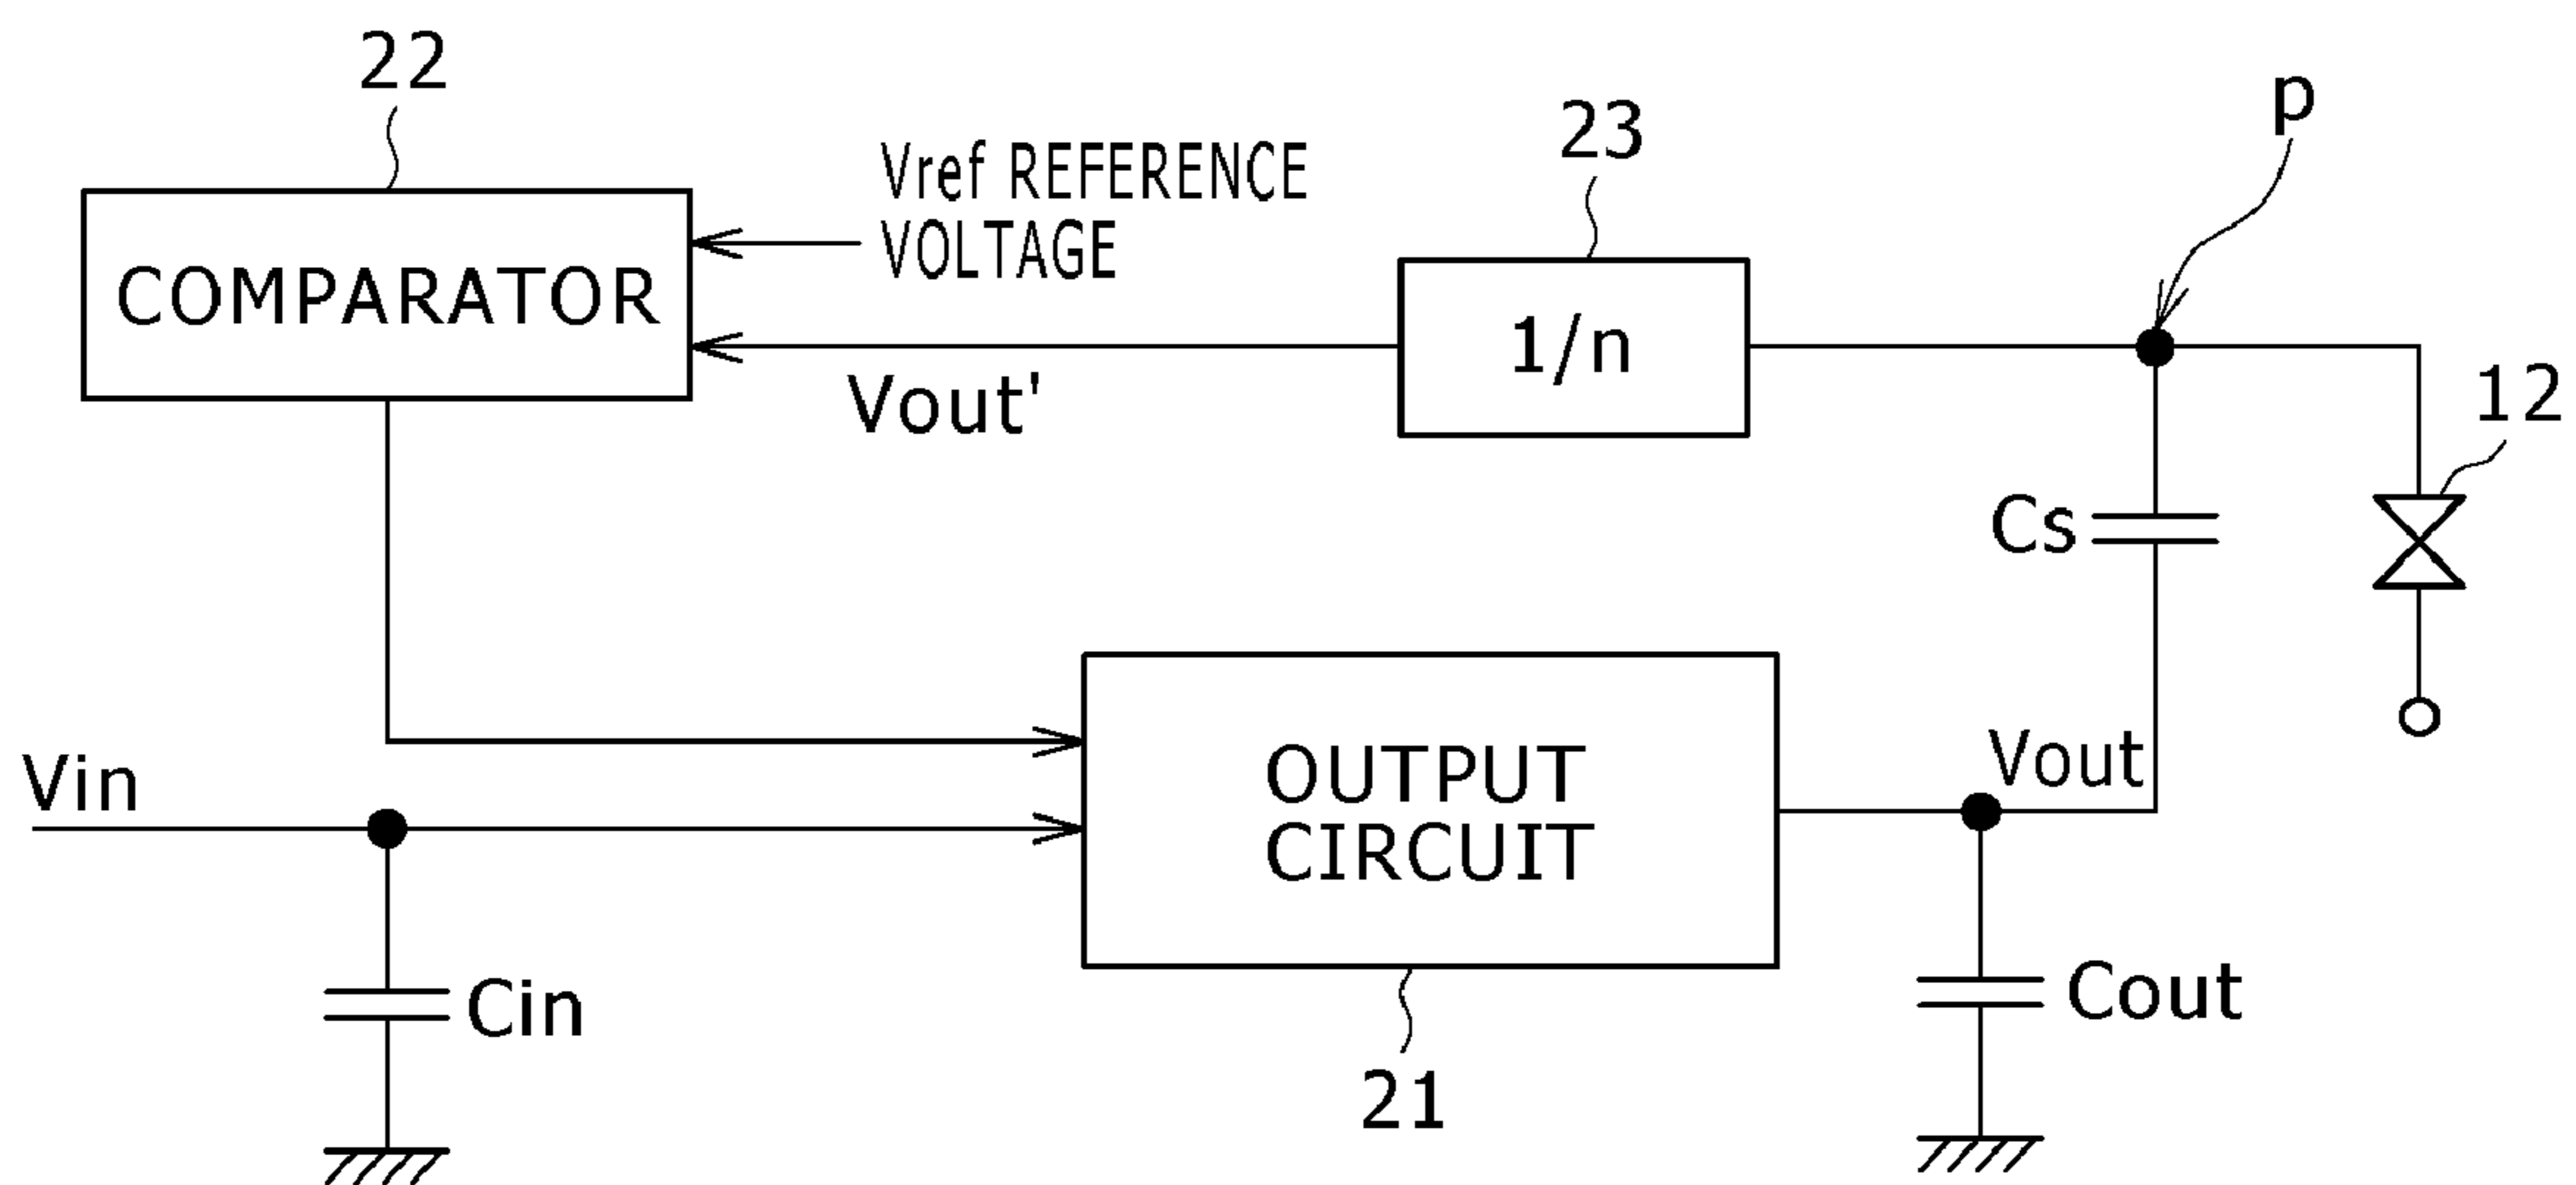 22
23
p
Vref REFERENCE
VOLTAGE
COMPARATOR
1/n
Vout'
12
Cs
Vin
OUTPUT
CIRCUIT
Vout
Cin
Cout
21